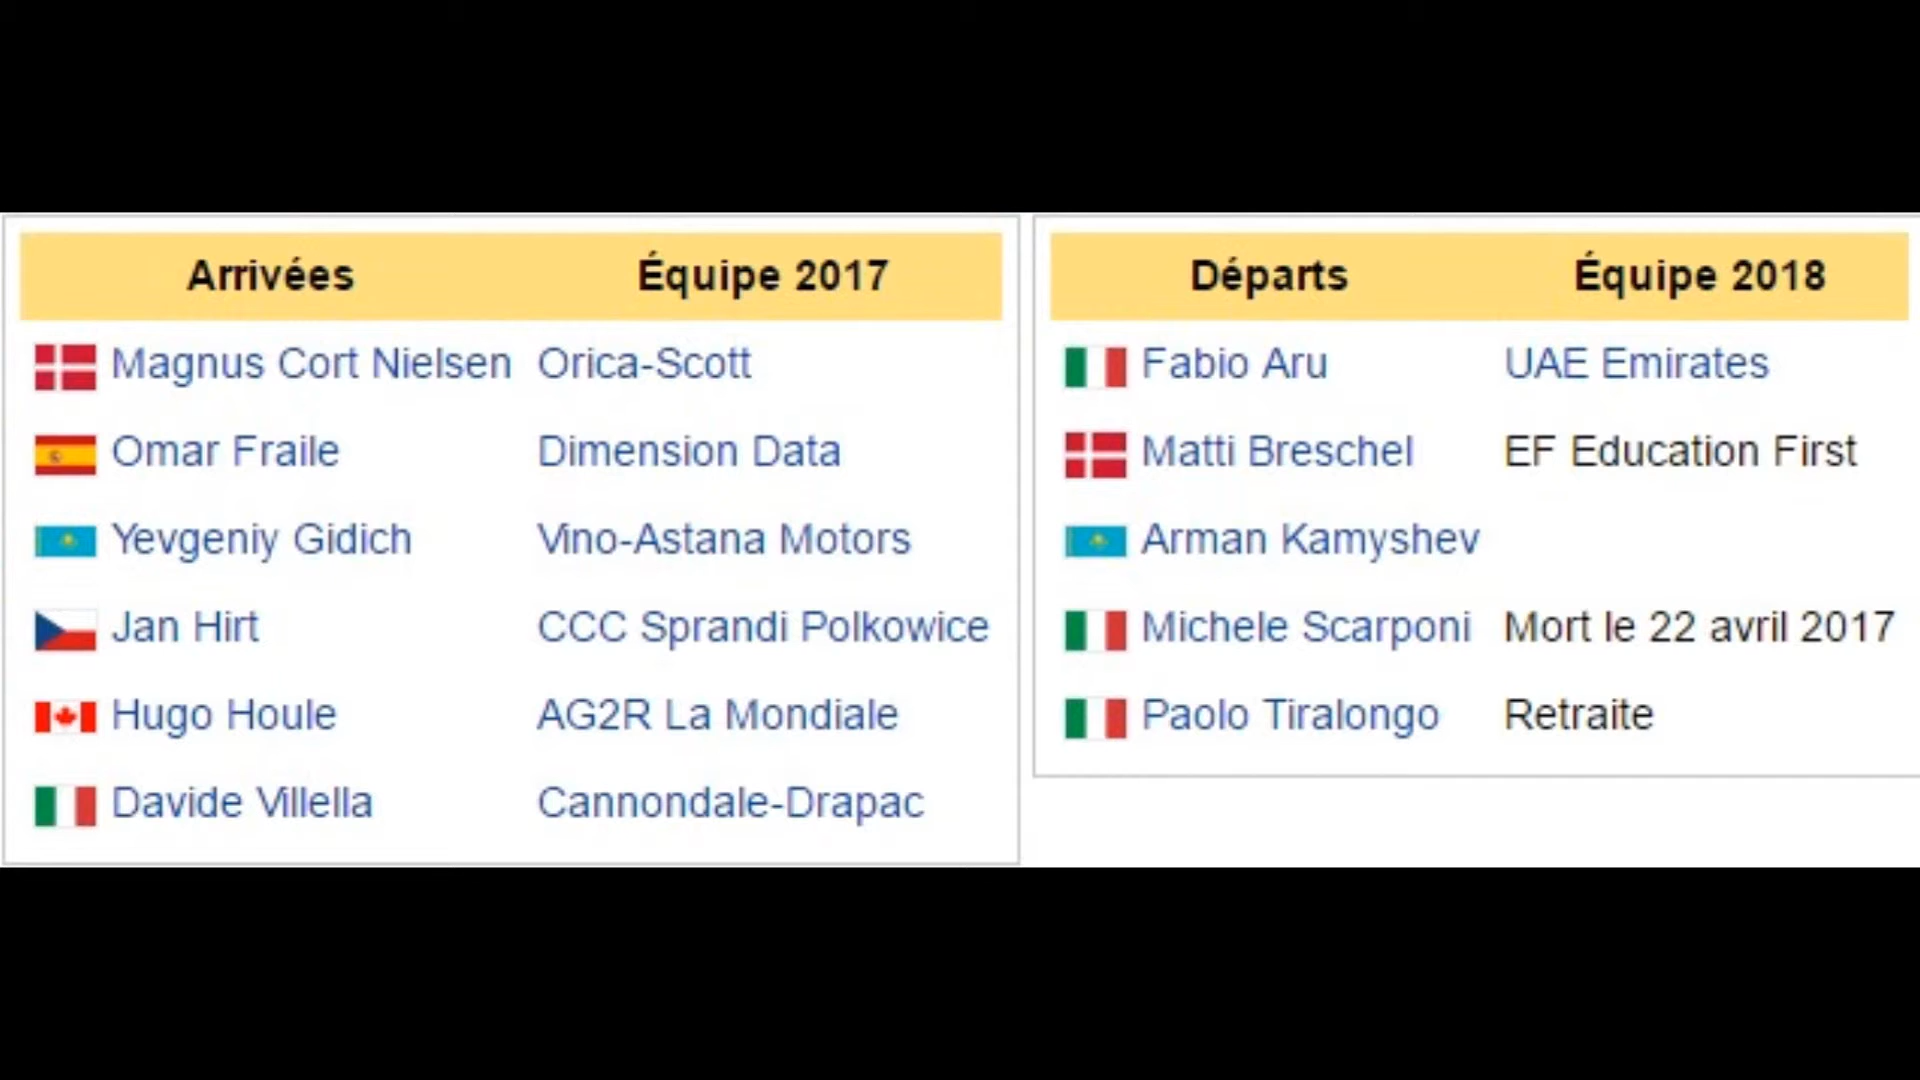 Arrivées Équipe 2017
Magnus Cort Nielsen Orica-Scott
Omar Fraile Dimension Data
Yevgeniy Gidich Vino-Astana Motors
Jan Hirt CCC Sprandi Polkowice
Hugo Houle AG2R La Mondiale
Davide Villella Cannondale-Drapac
Départs Équipe 2018
Fabio Aru UAE Emirates
Matti Breschel EF Education First
Arman Kamyshev
Michele Scarponi Mort le 22 avril 2017
Paolo Tiralongo Retraite